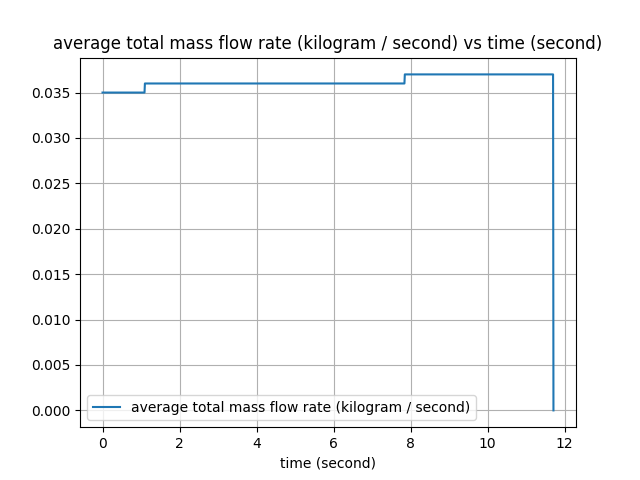 average total mass flow rate (kilogram / second) vs time (second)
0.035
0.030
0.025
0.020
0.015
0.010
0.005
0.000
average total mass flow rate (kilogram / second)
0 2 4 6 8 10 12
time (second)